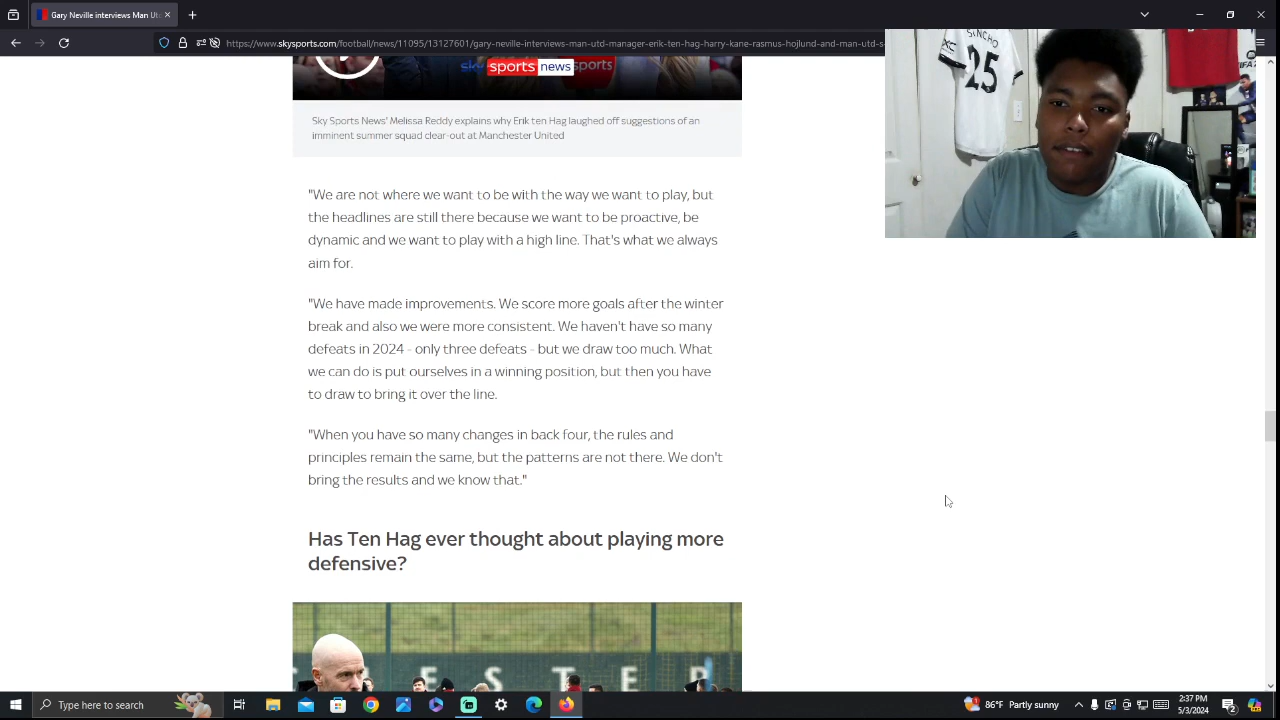 Gary Neville interviews Man Utd
https://www.skysports.com/football/news/11095/13127601/gary-neville-interviews-man-utd-manager-erik-ten-hag-harry-kane-rasmus-hojlund-and-man-utd-s
SANCHO
25
sky sports news sports
Sky Sports News' Melissa Reddy explains why Erik ten Hag laughed off suggestions of an
imminent summer squad clear-out at Manchester United
"We are not where we want to be with the way we want to play, but
the headlines are still there because we want to be proactive, be
dynamic and we want to play with a high line. That's what we always
aim for.
"We have made improvements. We score more goals after the winter
break and also we were more consistent. We haven't have so many
defeats in 2024 - only three defeats - but we draw too much. What
we can do is put ourselves in a winning position, but then you have
to draw to bring it over the line.
"When you have so many changes in back four, the rules and
principles remain the same, but the patterns are not there. We don't
bring the results and we know that."
Has Ten Hag ever thought about playing more
defensive?
E S T E R
Type here to search
86°F Partly sunny
2:37 PM
5/3/2024
2